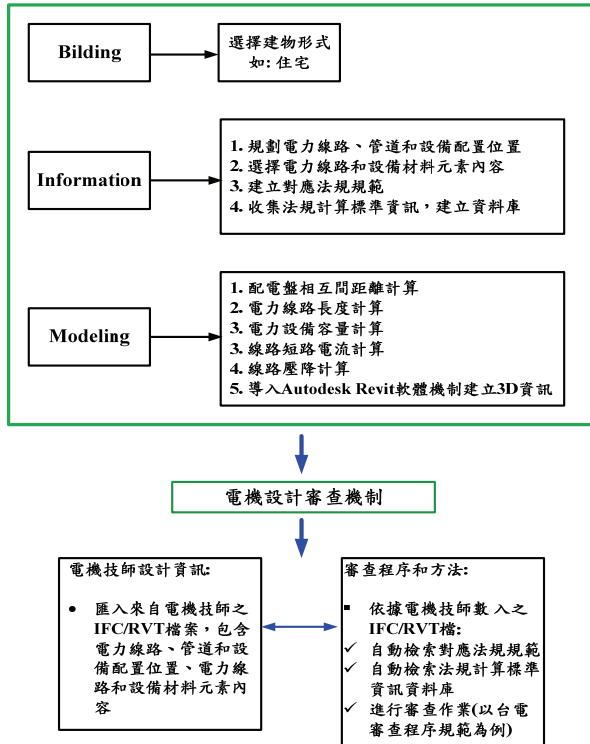 Bilding
選擇建物形式
如: 住宅
Information
1. 規劃電力線路、管道和設備配置位置
2. 選擇電力線路和設備材料元素內容
3. 建立對應法規規範
4. 收集法規計算標準資訊，建立資料庫
Modeling
1. 配電盤相互間距離計算
2. 電力線路長度計算
3. 電力設備容量計算
3. 線路短路電流計算
4. 線路壓降計算
5. 導入Autodesk Revit軟體機制建立3D資訊
電機設計審查機制
電機技師設計資訊:
• 匯入來自電機技師之
IFC/RVT檔案，包含
電力線路、管道和設
備配置位置、電力線
路和設備材料元素內
容
審查程序和方法:
▪ 依據電機技師數 入之
IFC/RVT檔:
✓ 自動檢索對應法規規範
✓ 自動檢索法規計算標準
資訊資料庫
✓ 進行審查作業(以台電
審查程序規範為例)